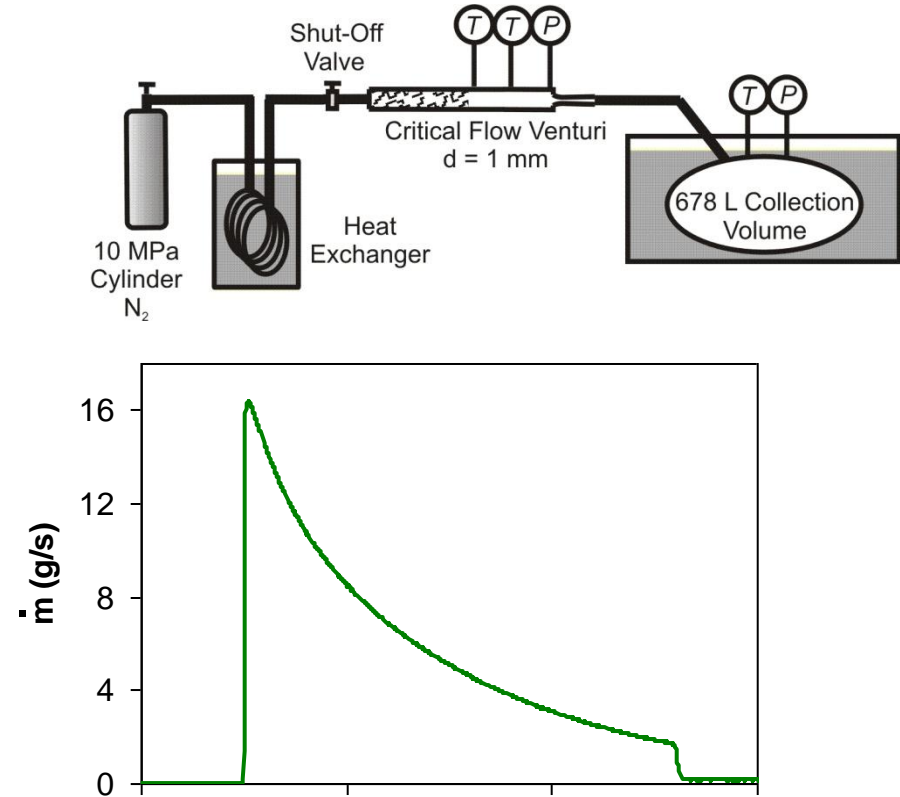 Shut-Off
Valve
T T P
T P
Critical Flow Venturi
d = 1 mm
678 L Collection
Volume
Heat
Exchanger
10 MPa
Cylinder
N₂
16
12
8
4
0
ṁ (g/s)